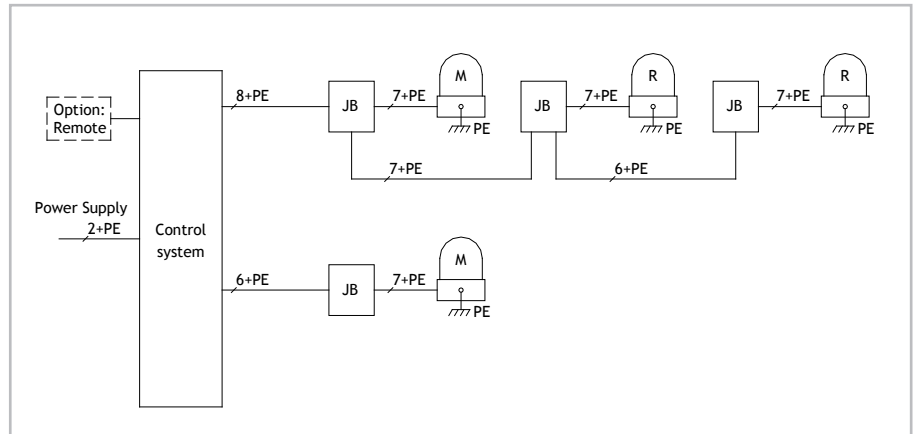 M
R
R
8+PE
JB
7+PE
JB
7+PE
JB
7+PE
Option:
Remote
PE
PE
PE
7+PE
6+PE
Power Supply
2+PE
Control
system
M
6+PE
JB
7+PE
PE